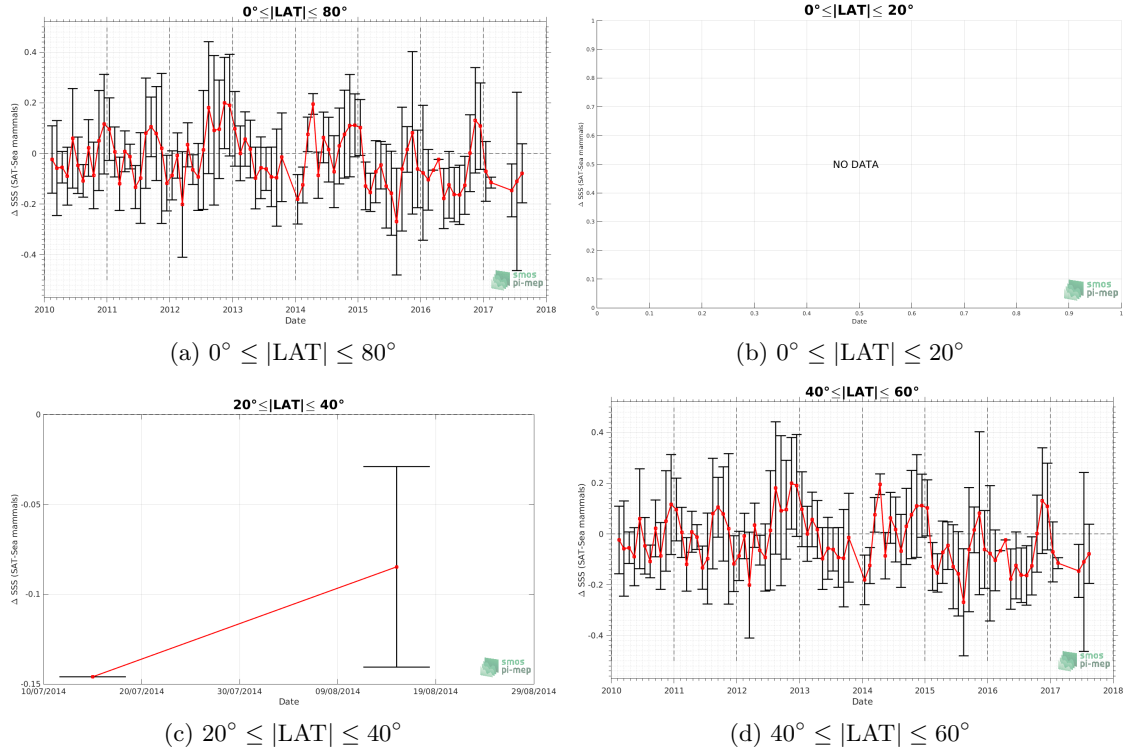 0°≤|LAT|≤ 80°
Δ SSS (SAT-Sea mammals)
0.4
0.2
0
-0.2
-0.4
2010 2011 2012 2013 2014 2015 2016 2017 2018
Date
smos
pi-mep
(a) 0° ≤ |LAT| ≤ 80°
0°≤|LAT|≤ 20°
Δ SSS (SAT-Sea mammals)
1
0.9
0.8
0.7
0.6
0.5
0.4
0.3
0.2
0.1
0
NO DATA
0 0.1 0.2 0.3 0.4 0.5 0.6 0.7 0.8 0.9 1
Date
smos
pi-mep
(b) 0° ≤ |LAT| ≤ 20°
20°≤|LAT|≤ 40°
Δ SSS (SAT-Sea mammals)
0
-0.05
-0.1
-0.15
10/07/2014 20/07/2014 30/07/2014 09/08/2014 19/08/2014 29/08/2014
Date
smos
pi-mep
(c) 20° ≤ |LAT| ≤ 40°
40°≤|LAT|≤ 60°
Δ SSS (SAT-Sea mammals)
0.4
0.2
0
-0.2
-0.4
2010 2011 2012 2013 2014 2015 2016 2017 2018
Date
smos
pi-mep
(d) 40° ≤ |LAT| ≤ 60°